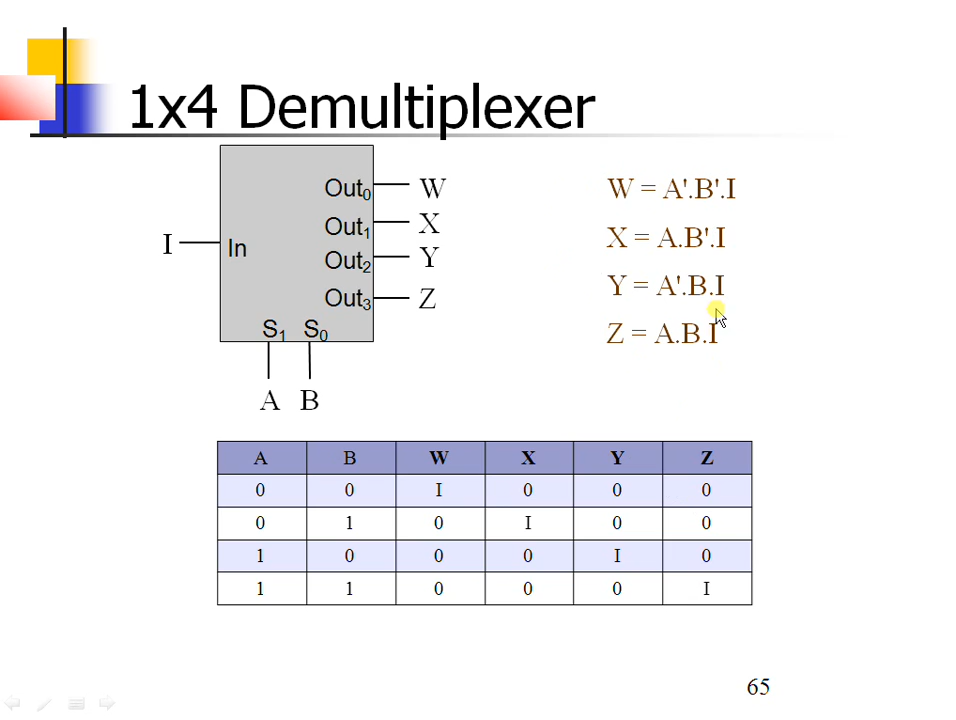 1x4 Demultiplexer
Out0 W W = A'.B'.I
Out1 X X = A.B'.I
I In Out2 Y Y = A'.B.I
Out3 Z Z = A.B.I
S1 S0
A B
A B W X Y Z
0 0 I 0 0 0
0 1 0 I 0 0
1 0 0 0 I 0
1 1 0 0 0 I
65